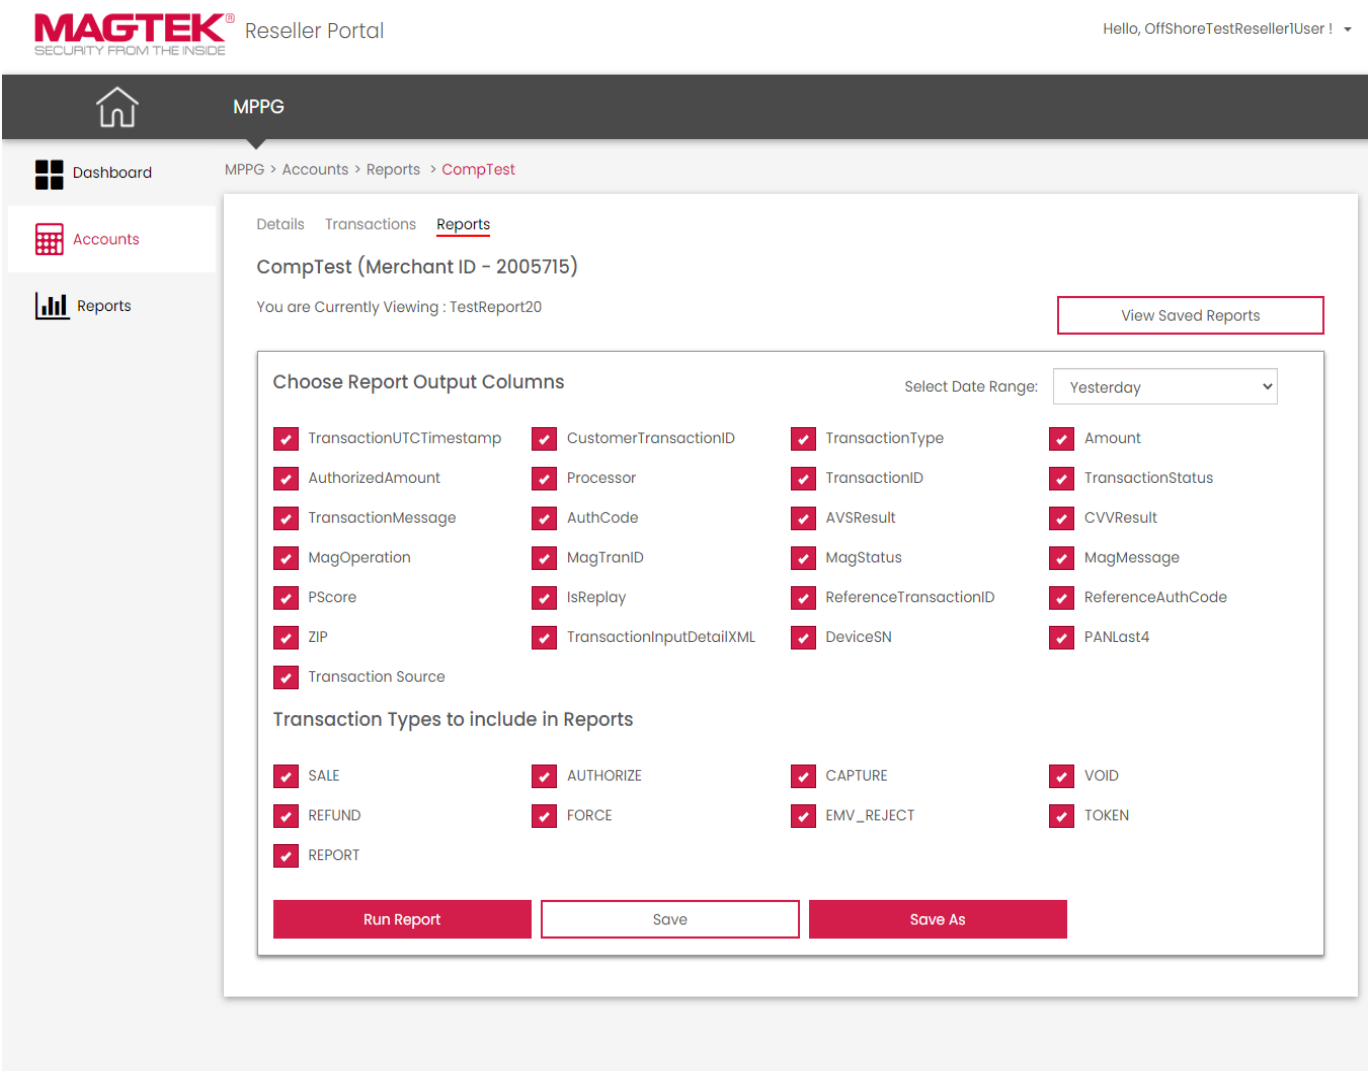 MAGTEK® Reseller Portal
SECURITY FROM THE INSIDE
Hello, OffShoreTestReseller1User !
MPPG
Dashboard
Accounts
Reports
MPPG > Accounts > Reports > CompTest
Details Transactions Reports
CompTest (Merchant ID - 2005715)
You are Currently Viewing : TestReport20
View Saved Reports
Choose Report Output Columns
Select Date Range: Yesterday
TransactionUTCTimestamp CustomerTransactionID TransactionType Amount
AuthorizedAmount Processor TransactionID TransactionStatus
TransactionMessage AuthCode AVSResult CVVResult
MagOperation MagTranID MagStatus MagMessage
PScore IsReplay ReferenceTransactionID ReferenceAuthCode
ZIP TransactionInputDetailXML DeviceSN PANLast4
Transaction Source
Transaction Types to include in Reports
SALE AUTHORIZE CAPTURE VOID
REFUND FORCE EMV_REJECT TOKEN
REPORT
Run Report Save Save As